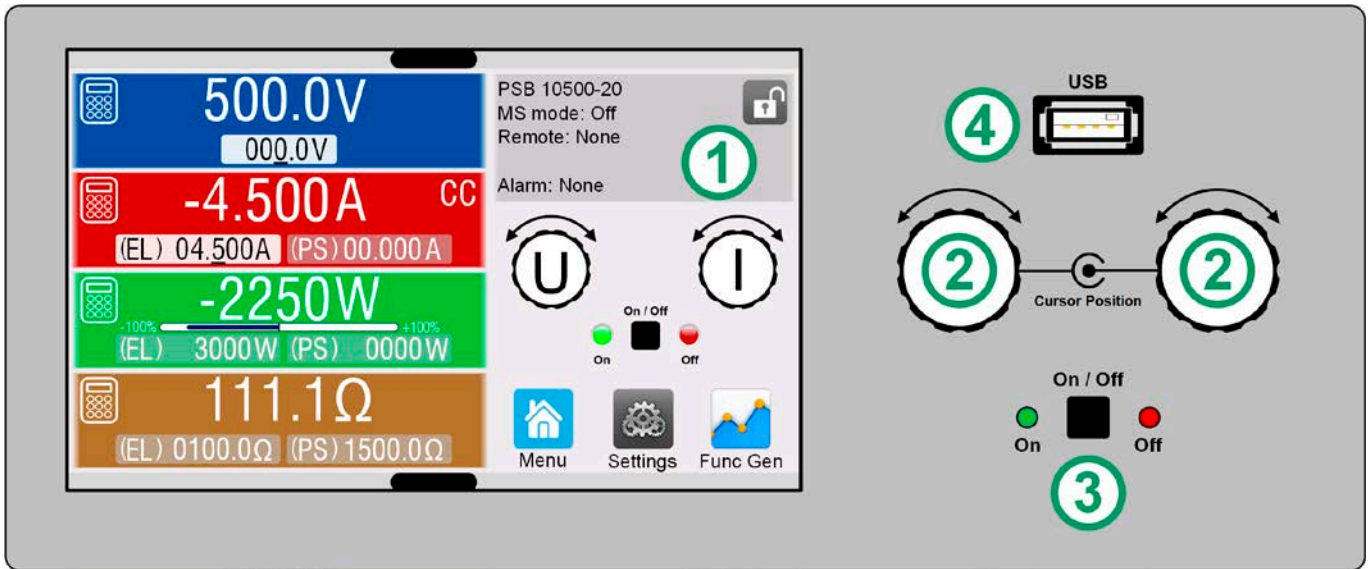 500.0V
000.0V
-4.500A CC
(EL) 04.500A (PS) 00.000A
-2250W
-100% +100%
(EL) 3000W (PS) 0000W
111.1Ω
(EL) 0100.0Ω (PS) 1500.0Ω
PSB 10500-20
MS mode: Off
Remote: None
Alarm: None
1
U I
On / Off
On Off
Menu Settings Func Gen
USB
4
2 2
Cursor Position
On / Off
On Off
3